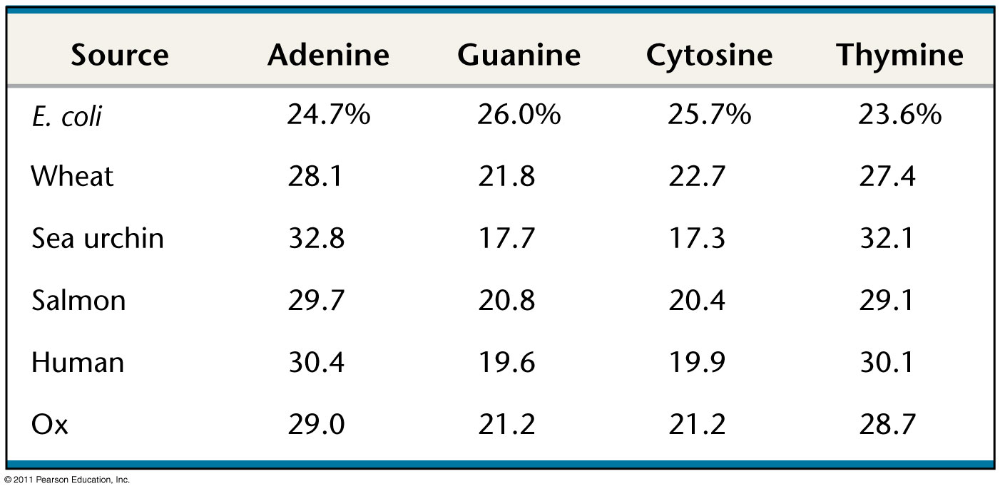 Source Adenine Guanine Cytosine Thymine
E. coli 24.7% 26.0% 25.7% 23.6%
Wheat 28.1 21.8 22.7 27.4
Sea urchin 32.8 17.7 17.3 32.1
Salmon 29.7 20.8 20.4 29.1
Human 30.4 19.6 19.9 30.1
Ox 29.0 21.2 21.2 28.7
© 2011 Pearson Education, Inc.